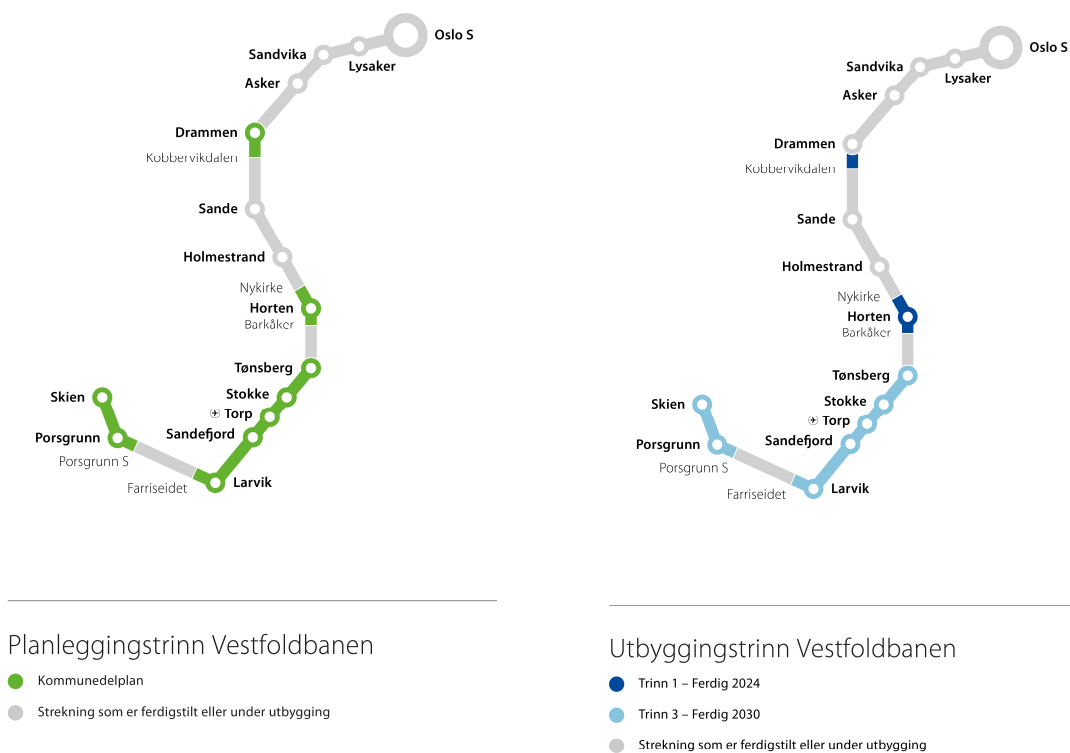 Oslo S
Sandvika
Lysaker
Asker
Drammen
Kobbervikdalen
Sande
Holmestrand
Nykirke
Horten
Barkåker
Tønsberg
Stokke
Torp
Sandefjord
Skien
Porsgrunn
Porsgrunn S
Farriseidet
Larvik
Planleggingstrinn Vestfoldbanen
Kommunedelplan
Strekning som er ferdigstilt eller under utbygging
Oslo S
Sandvika
Lysaker
Asker
Drammen
Kobbervikdalen
Sande
Holmestrand
Nykirke
Horten
Barkåker
Tønsberg
Stokke
Torp
Sandefjord
Skien
Porsgrunn
Porsgrunn S
Farriseidet
Larvik
Utbyggingstrinn Vestfoldbanen
Trinn 1 – Ferdig 2024
Trinn 3 – Ferdig 2030
Strekning som er ferdigstilt eller under utbygging